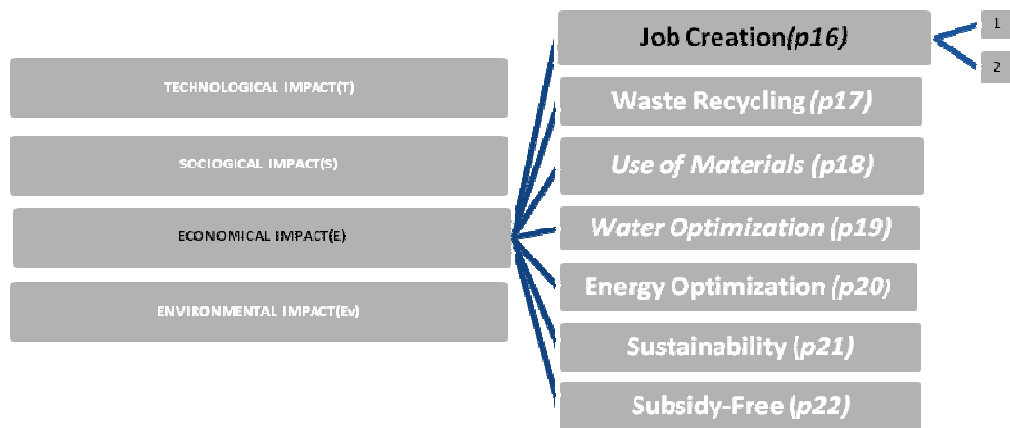 TECHNOLOGICAL IMPACT(T)
SOCIOGICAL IMPACT(S)
ECONOMICAL IMPACT(E)
ENVIRONMENTAL IMPACT(Ev)
Job Creation(p16)
Waste Recycling (p17)
Use of Materials (p18)
Water Optimization (p19)
Energy Optimization (p20)
Sustainability (p21)
Subsidy-Free (p22)
1
2